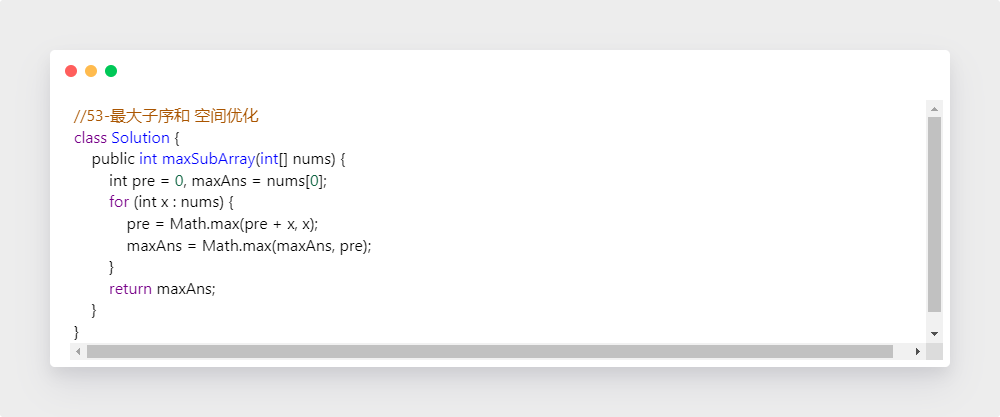 //53-最大子序和 空间优化
class Solution {
    public int maxSubArray(int[] nums) {
        int pre = 0, maxAns = nums[0];
        for (int x : nums) {
            pre = Math.max(pre + x, x);
            maxAns = Math.max(maxAns, pre);
        }
        return maxAns;
    }
}